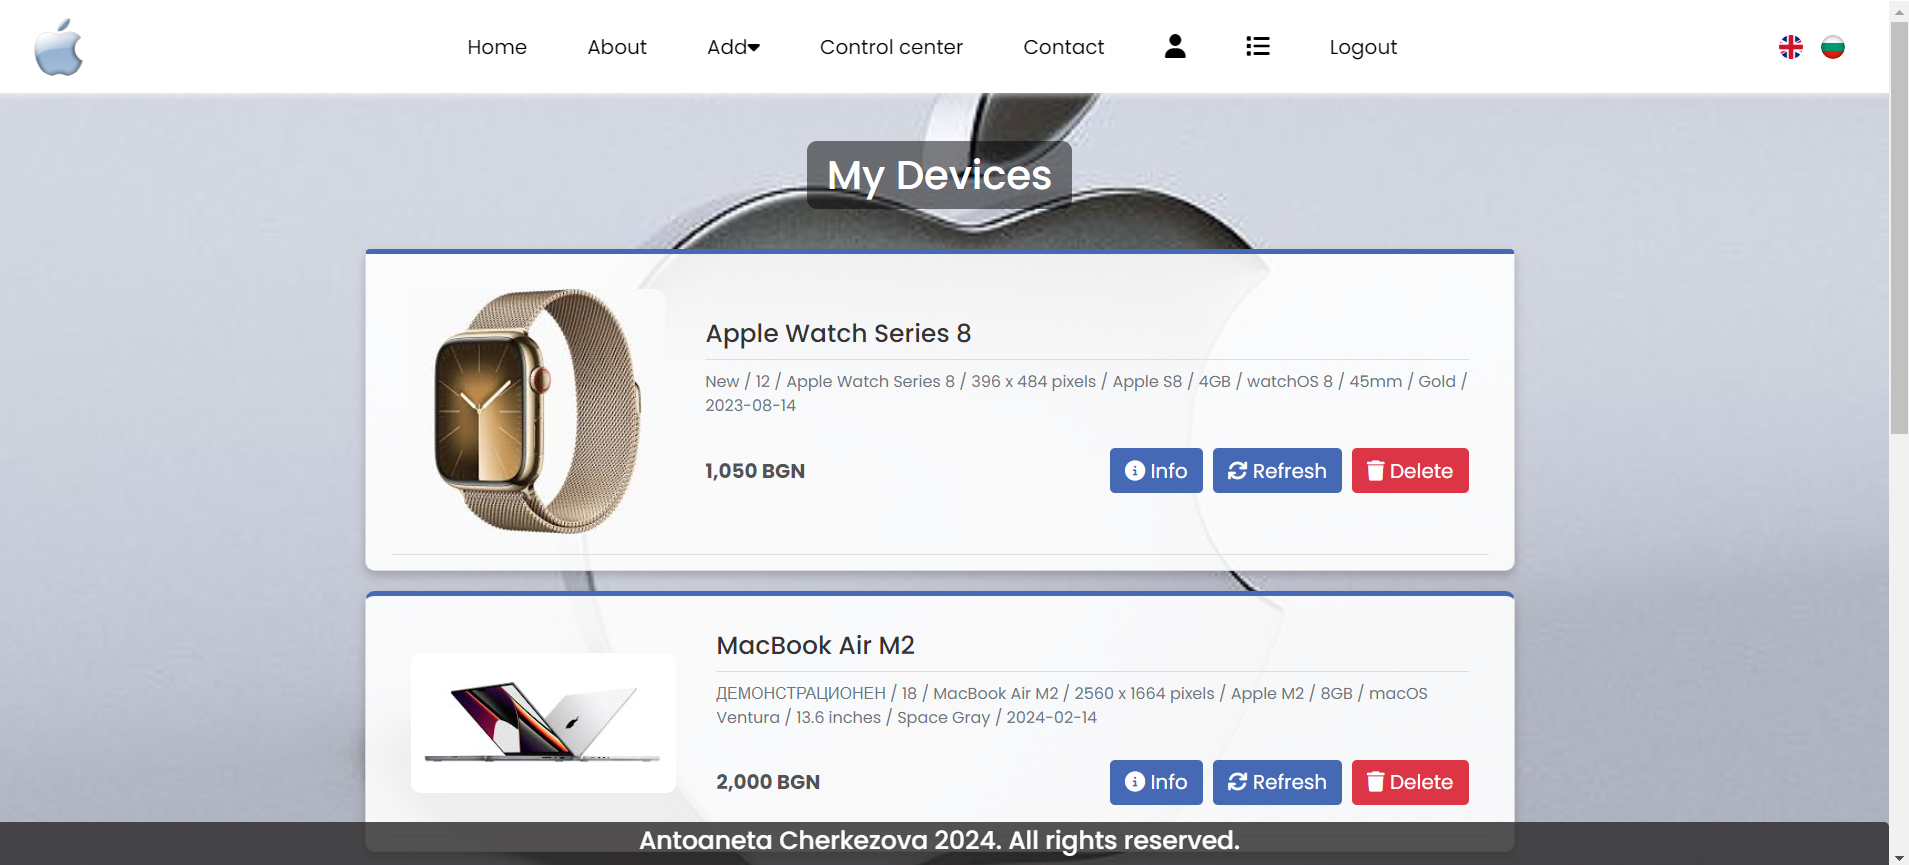 Home About Add Control center Contact Logout
My Devices
Apple Watch Series 8
New / 12 / Apple Watch Series 8 / 396 x 484 pixels / Apple S8 / 4GB / watchOS 8 / 45mm / Gold /
2023-08-14
1,050 BGN Info Refresh Delete
MacBook Air M2
ДЕМОНСТРАЦИОНЕН / 18 / MacBook Air M2 / 2560 x 1664 pixels / Apple M2 / 8GB / macOS
Ventura / 13.6 inches / Space Gray / 2024-02-14
2,000 BGN Info Refresh Delete
Antoaneta Cherkezova 2024. All rights reserved.